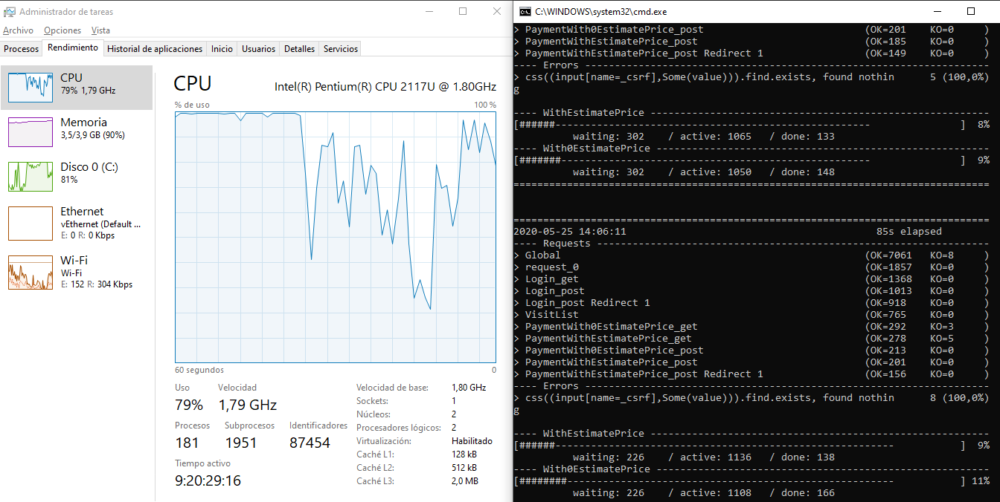 Administrador de tareas
Archivo Opciones Vista
Procesos Rendimiento Historial de aplicaciones Inicio Usuarios Detalles Servicios
CPU
79% 1,79 GHz
Memoria
3,5/3,9 GB (90%)
Disco 0 (C:)
81%
Ethernet
vEthernet (Default ...
E: 0 R: 0 Kbps
Wi-Fi
Wi-Fi
E: 152 R: 304 Kbps
CPU Intel(R) Pentium(R) CPU 2117U @ 1.80GHz
% de uso 100 %
60 segundos 0
Uso Velocidad
79% 1,79 GHz
Procesos Subprocesos Identificadores
181 1951 87454
Tiempo activo
9:20:29:16
Velocidad de base: 1,80 GHz
Sockets: 1
Núcleos: 2
Procesadores lógicos: 2
Virtualización: Habilitado
Caché L1: 128 kB
Caché L2: 512 kB
Caché L3: 2,0 MB
C:\WINDOWS\system32\cmd.exe
> PaymentWith0EstimatePrice_post (OK=201 KO=0 )
> PaymentWithEstimatePrice_post (OK=185 KO=0 )
> PaymentWithEstimatePrice_post Redirect 1 (OK=149 KO=0 )
---- Errors --------------------------------------------------------------------
> css((input[name=_csrf],Some(value))).find.exists, found nothin 5 (100,0%)
g
---- WithEstimatePrice ---------------------------------------------------------
[######----------------------------------------------------- ] 8%
waiting: 302 / active: 1065 / done: 133
---- With0EstimatePrice --------------------------------------------------------
[#######---------------------------------------------------- ] 9%
waiting: 302 / active: 1050 / done: 148
================================================================================
================================================================================
2020-05-25 14:06:11 85s elapsed
---- Requests ------------------------------------------------------------------
> Global (OK=7061 KO=8 )
> request_0 (OK=1857 KO=0 )
> Login_get (OK=1368 KO=0 )
> Login_post (OK=1013 KO=0 )
> Login_post Redirect 1 (OK=918 KO=0 )
> VisitList (OK=765 KO=0 )
> PaymentWith0EstimatePrice_get (OK=292 KO=3 )
> PaymentWithEstimatePrice_get (OK=278 KO=5 )
> PaymentWith0EstimatePrice_post (OK=213 KO=0 )
> PaymentWithEstimatePrice_post (OK=201 KO=0 )
> PaymentWithEstimatePrice_post Redirect 1 (OK=156 KO=0 )
---- Errors --------------------------------------------------------------------
> css((input[name=_csrf],Some(value))).find.exists, found nothin 8 (100,0%)
g
---- WithEstimatePrice ---------------------------------------------------------
[######--------------------------------------------------------- ] 9%
waiting: 226 / active: 1136 / done: 138
---- With0EstimatePrice --------------------------------------------------------
[########------------------------------------------------------- ] 11%
waiting: 226 / active: 1108 / done: 166